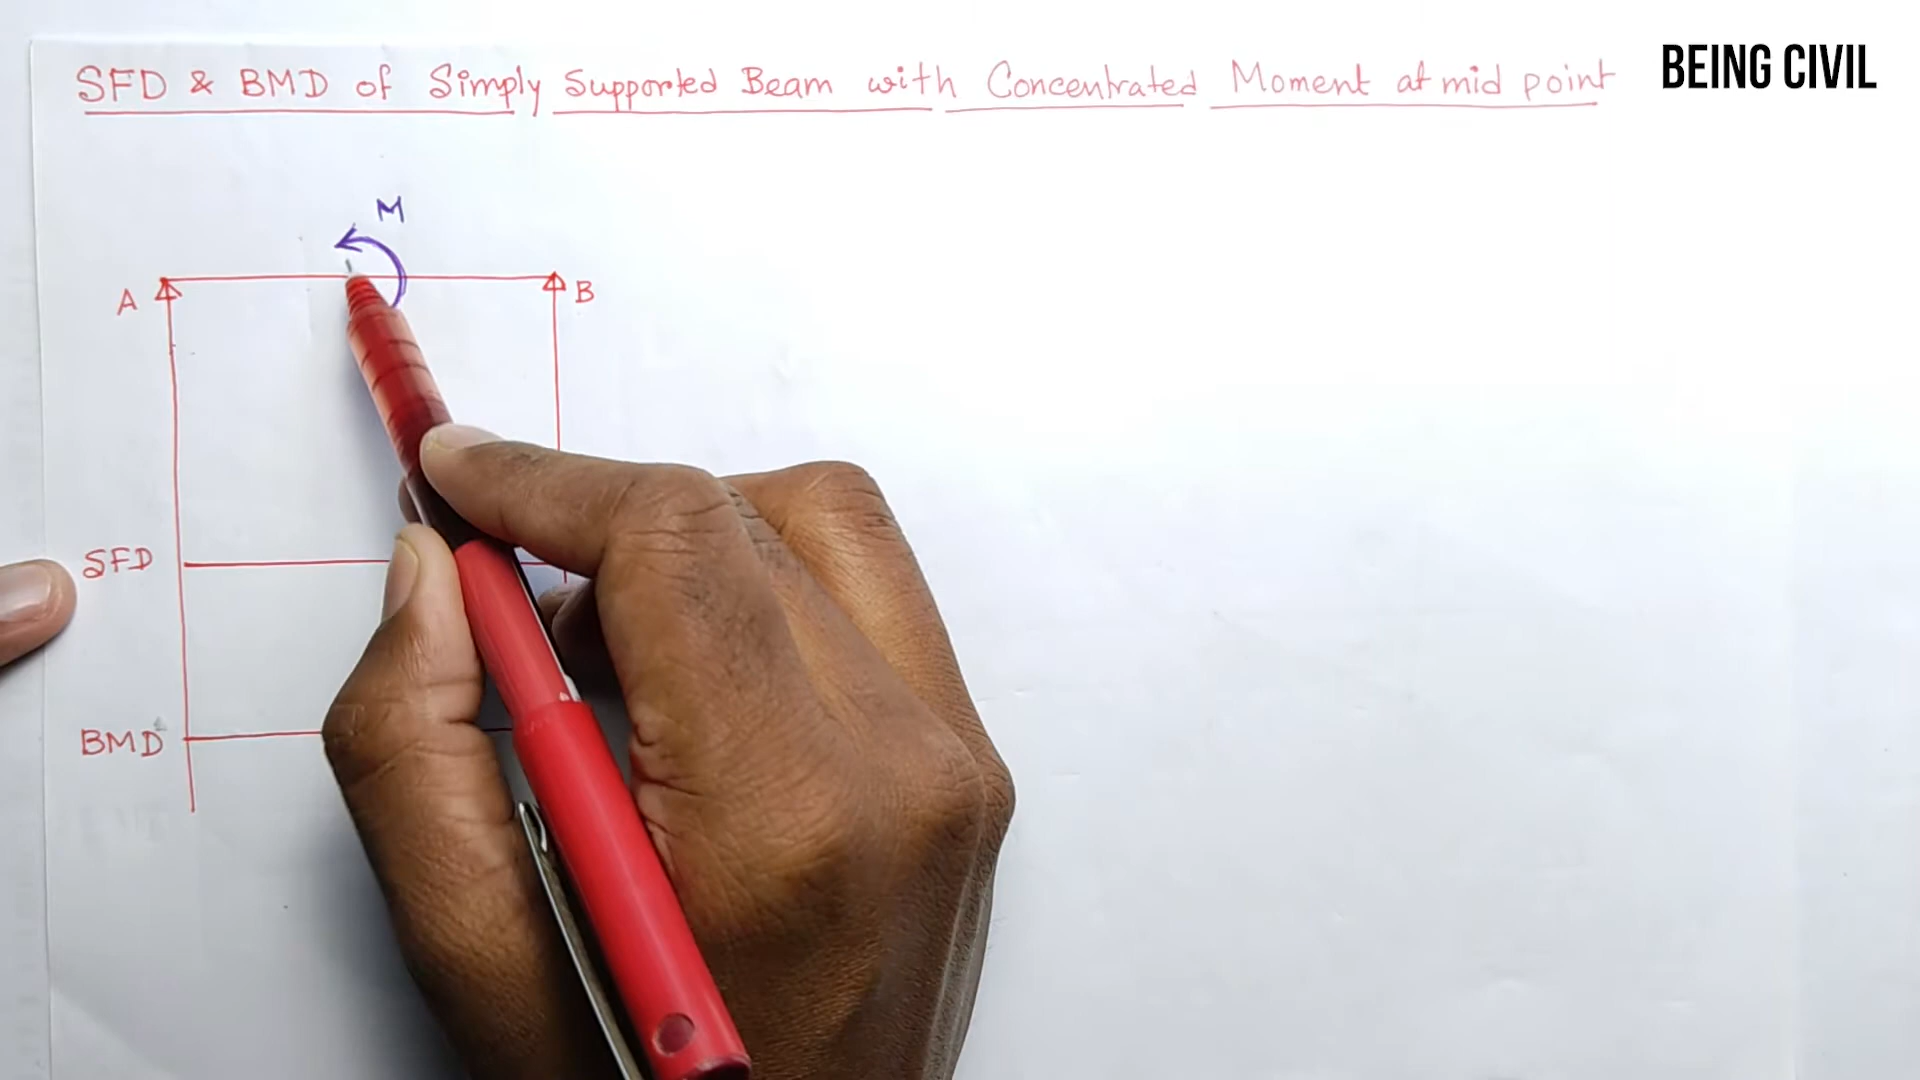 SFD & BMD of Simply Supported Beam with Concentrated Moment at mid point
BEING CIVIL
M
A
B
SFD
BMD